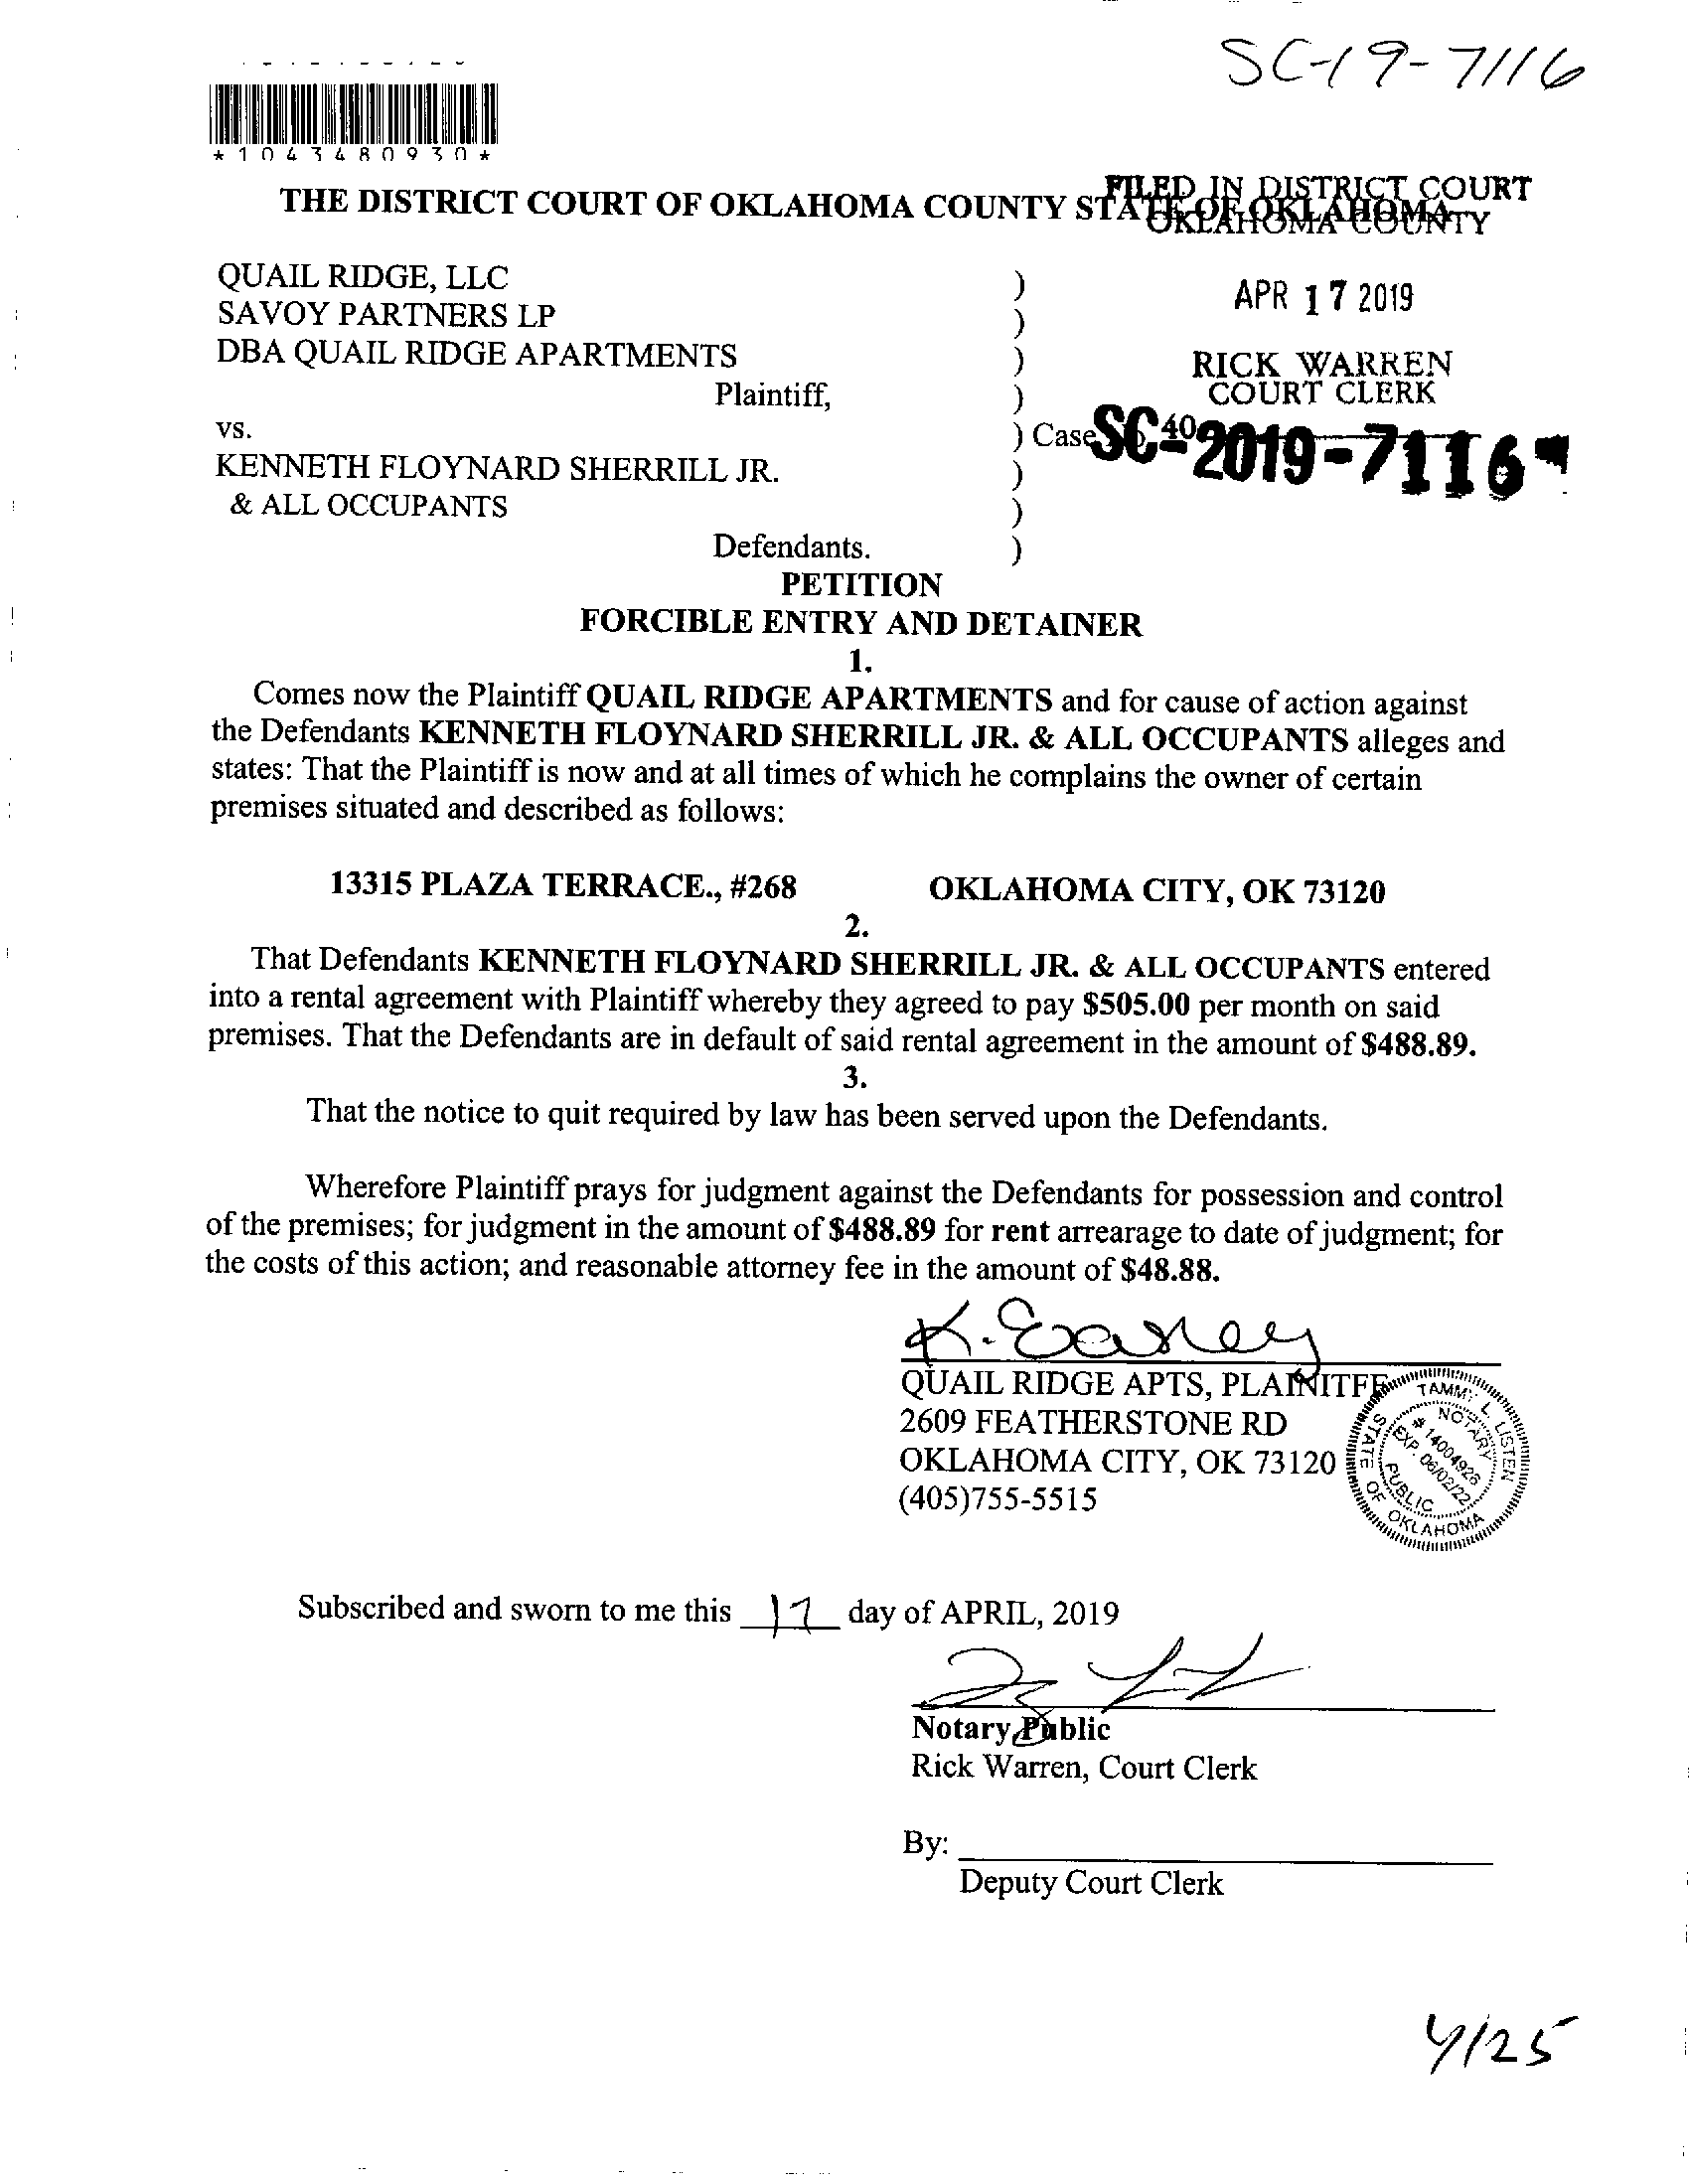 SC-19-7116
*1043480930*
FILED IN DISTRICT COURT
OKLAHOMA COUNTY
THE DISTRICT COURT OF OKLAHOMA COUNTY STATE OF OKLAHOMA
QUAIL RIDGE, LLC )
SAVOY PARTNERS LP ) APR 17 2019
DBA QUAIL RIDGE APARTMENTS ) RICK WARREN
Plaintiff, ) COURT CLERK
vs. ) Case 40
SC-2019-7116
KENNETH FLOYNARD SHERRILL JR. )
& ALL OCCUPANTS )
Defendants. )
PETITION
FORCIBLE ENTRY AND DETAINER
1.
Comes now the Plaintiff QUAIL RIDGE APARTMENTS and for cause of action against
the Defendants KENNETH FLOYNARD SHERRILL JR. & ALL OCCUPANTS alleges and
states: That the Plaintiff is now and at all times of which he complains the owner of certain
premises situated and described as follows:
13315 PLAZA TERRACE., #268 OKLAHOMA CITY, OK 73120
2.
That Defendants KENNETH FLOYNARD SHERRILL JR. & ALL OCCUPANTS entered
into a rental agreement with Plaintiff whereby they agreed to pay $505.00 per month on said
premises. That the Defendants are in default of said rental agreement in the amount of $488.89.
3.
That the notice to quit required by law has been served upon the Defendants.
Wherefore Plaintiff prays for judgment against the Defendants for possession and control
of the premises; for judgment in the amount of $488.89 for rent arrearage to date of judgment; for
the costs of this action; and reasonable attorney fee in the amount of $48.88.
K. Easley
QUAIL RIDGE APTS, PLAINITFF
2609 FEATHERSTONE RD
OKLAHOMA CITY, OK 73120
(405)755-5515
TAMMY L. LISTEN
NOTARY
# 14004926
EXP. 06/02/22
PUBLIC
STATE OF OKLAHOMA
Subscribed and sworn to me this 17 day of APRIL, 2019
Notary Public
Rick Warren, Court Clerk
By:
Deputy Court Clerk
4/25